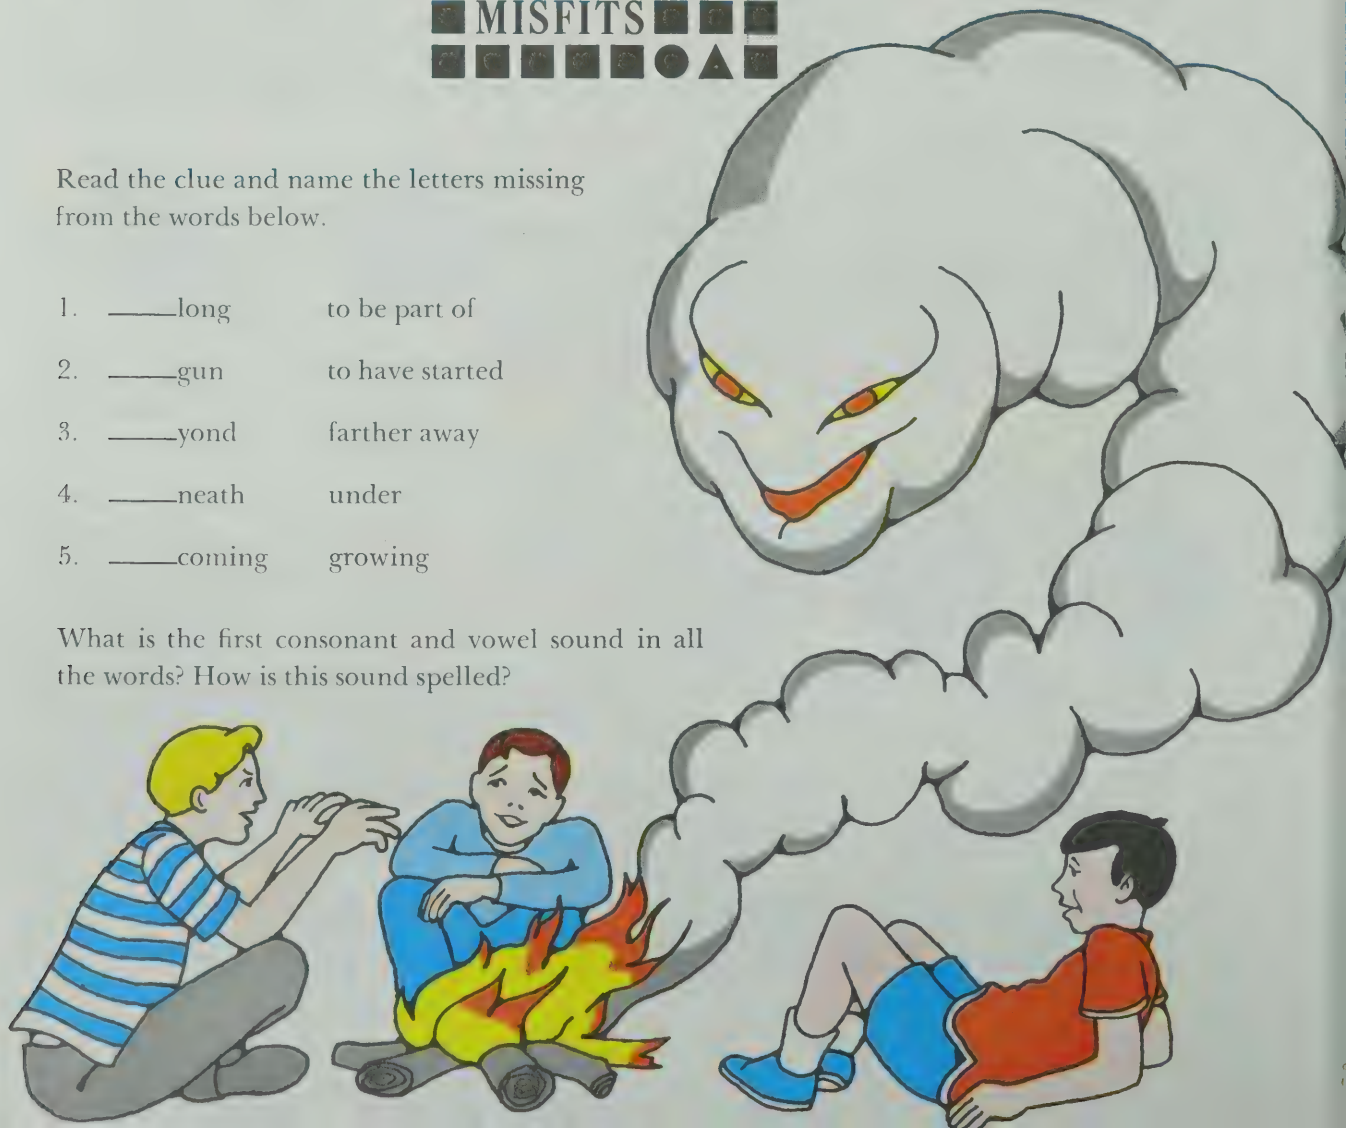 MISFITS
Read the clue and name the letters missing
from the words below.
1. ____long to be part of
2. ____gun to have started
3. ____yond farther away
4. ____neath under
5. ____coming growing
What is the first consonant and vowel sound in all
the words? How is this sound spelled?